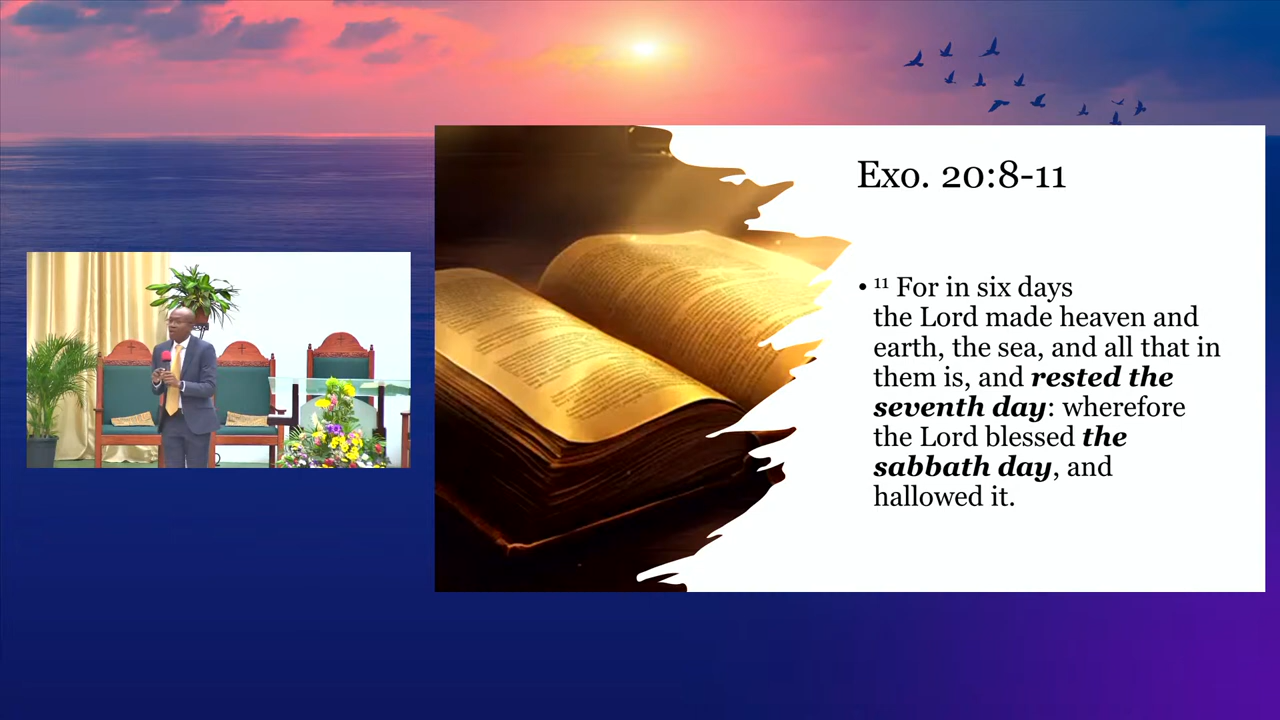 Exo. 20:8-11
• ¹¹ For in six days
the Lord made heaven and
earth, the sea, and all that in
them is, and rested the
seventh day: wherefore
the Lord blessed the
sabbath day, and
hallowed it.